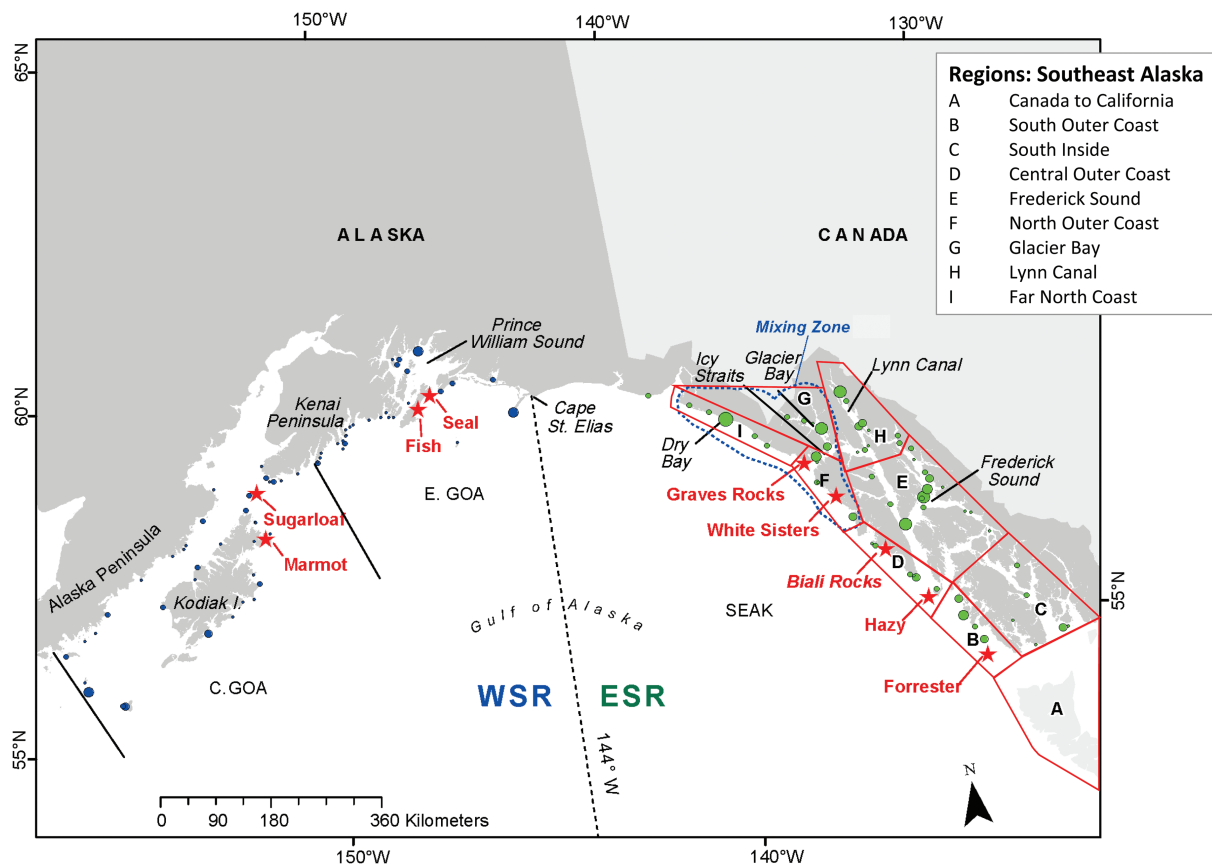 150°W
140°W
130°W
65°N
60°N
55°N
55°N
150°W
140°W
Regions: Southeast Alaska
A Canada to California
B South Outer Coast
C South Inside
D Central Outer Coast
E Frederick Sound
F North Outer Coast
G Glacier Bay
H Lynn Canal
I Far North Coast
ALASKA
CANADA
Prince
William Sound
Mixing Zone
Icy
Straits
Glacier
Bay
Lynn Canal
Kenai
Peninsula
Seal
Fish
Cape
St. Elias
Dry
Bay
G
I
H
F
E
Frederick
Sound
E. GOA
Graves Rocks
White Sisters
Sugarloaf
Marmot
Alaska Peninsula
Kodiak I.
Biali Rocks
D
Gulf of Alaska
SEAK
Hazy
C
B
Forrester
C. GOA
WSR
ESR
A
144° W
N
0 90 180 360 Kilometers